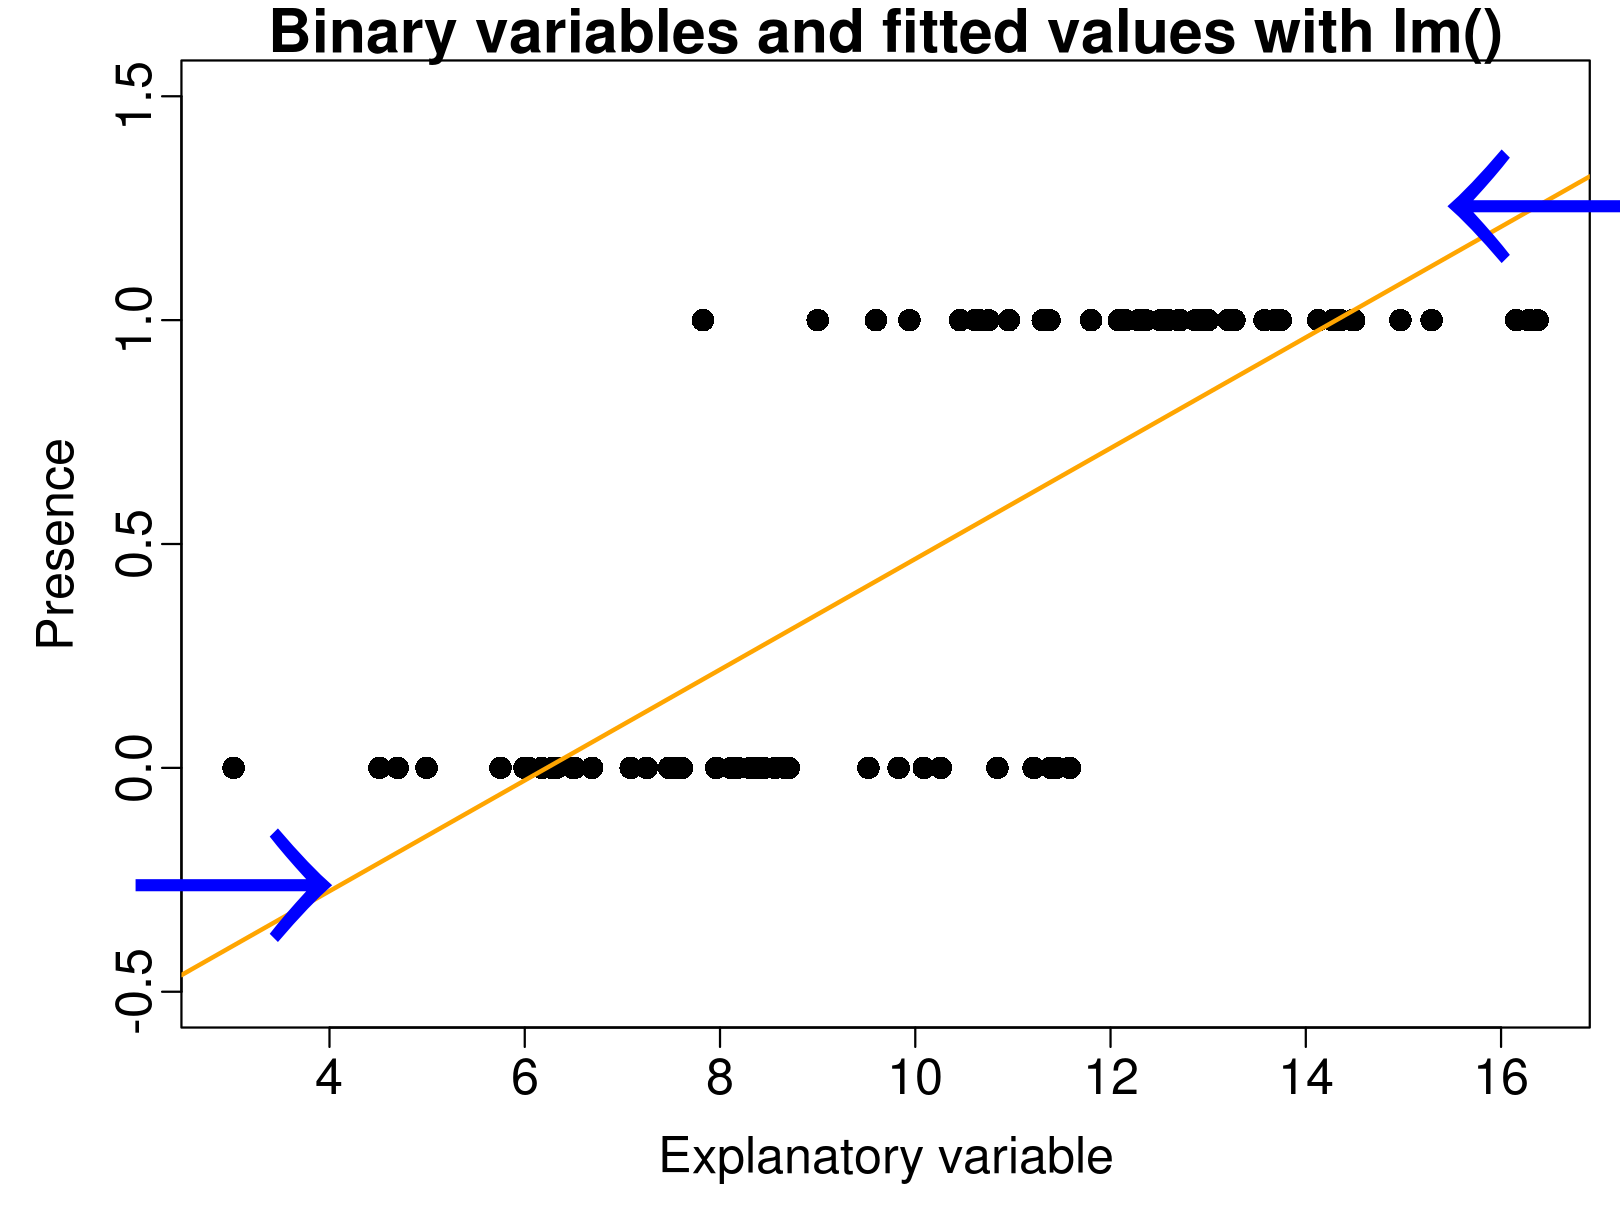 Binary variables and fitted values with lm()
1.5
1.0
0.5
0.0
-0.5
Presence
4 6 8 10 12 14 16
Explanatory variable